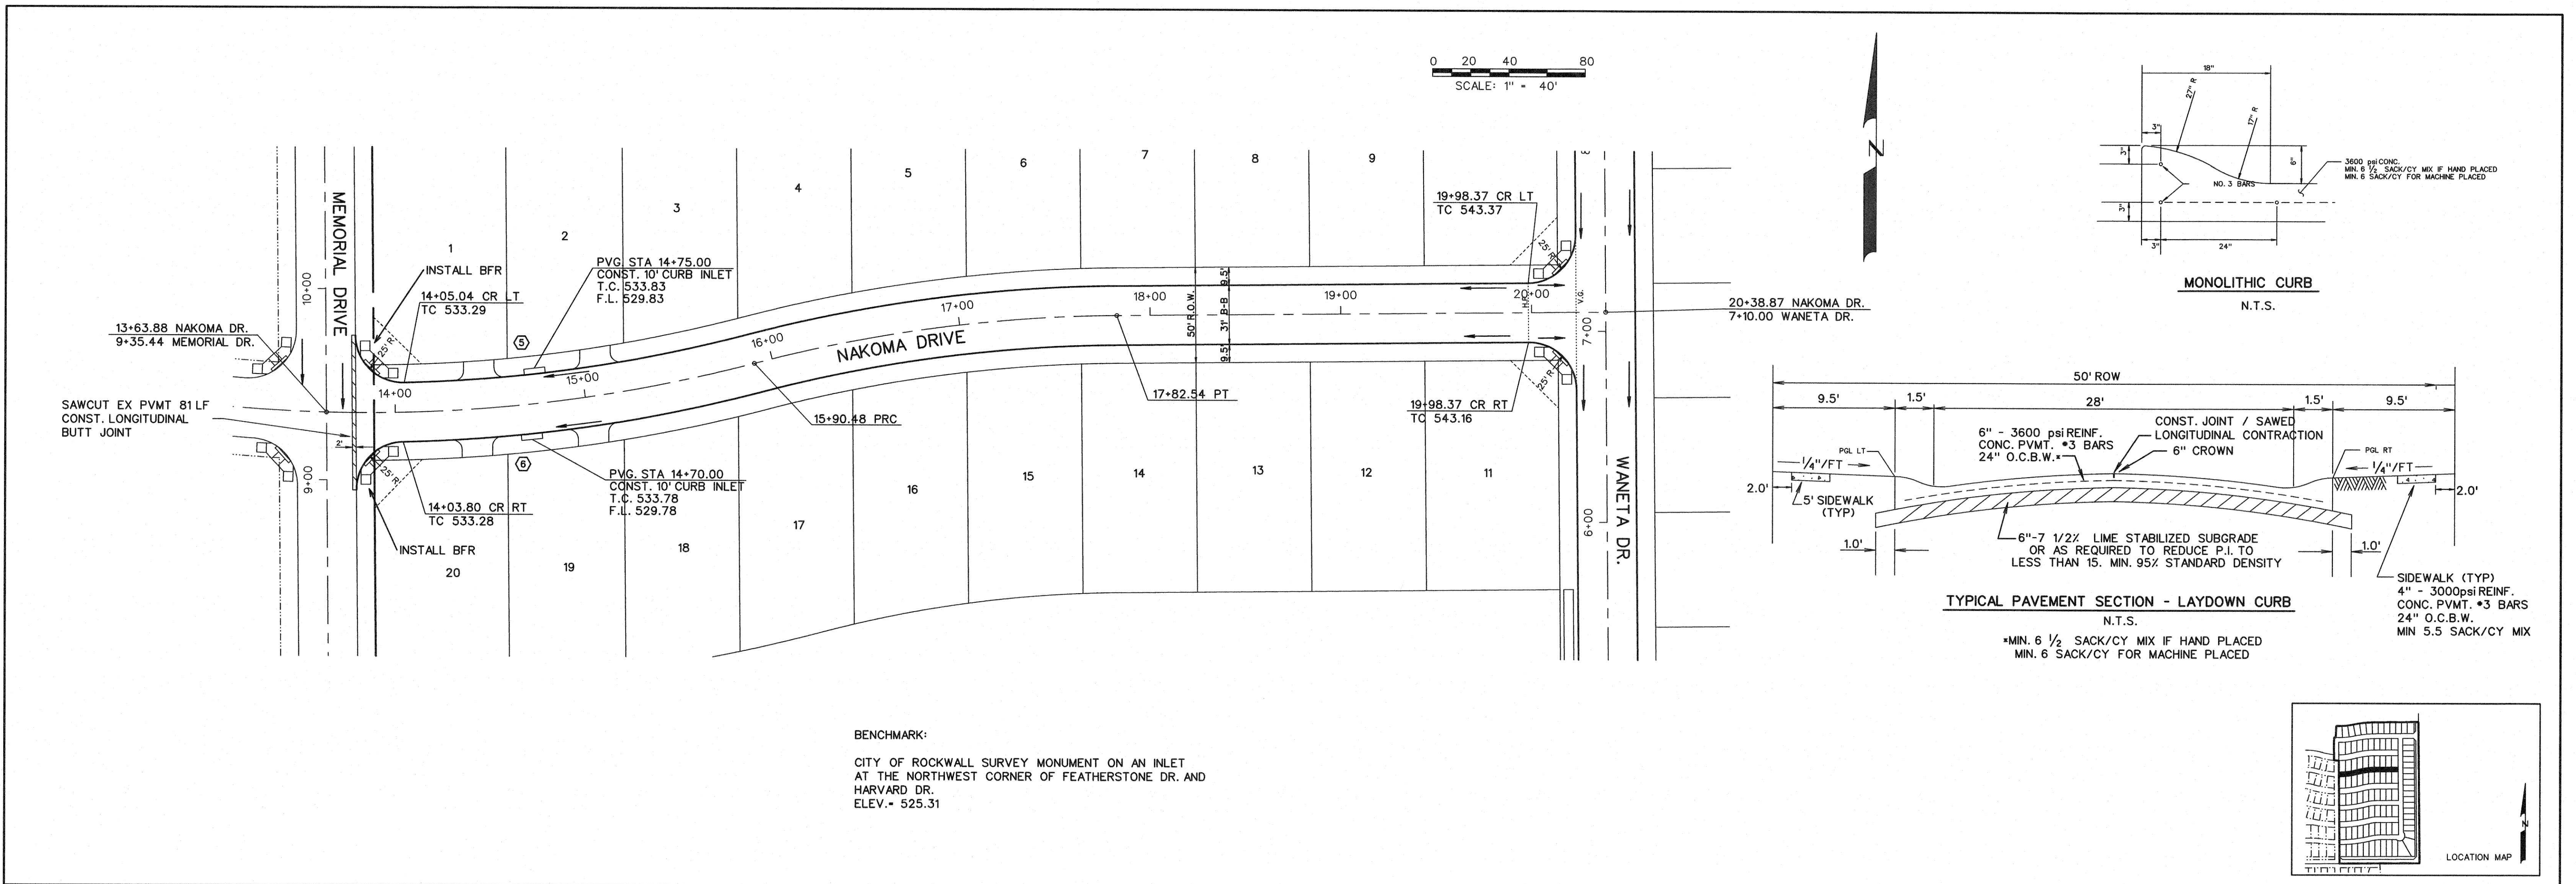 0 20 40 80
SCALE: 1" = 40'
N
18"
27" R
17" R
3"
3"
6"
NO. 3 BARS
3600 psi CONC.
MIN. 6 1/2 SACK/CY MIX IF HAND PLACED
MIN. 6 SACK/CY FOR MACHINE PLACED
3"
3"
24"
MONOLITHIC CURB
N.T.S.
MEMORIAL DRIVE
10+00
9+00
13+63.88 NAKOMA DR.
9+35.44 MEMORIAL DR.
SAWCUT EX PVMT 81 LF
CONST. LONGITUDINAL
BUTT JOINT
2'
1
2
3
4
5
6
7
8
9
INSTALL BFR
14+05.04 CR LT
TC 533.29
25' R
PVG. STA 14+75.00
CONST. 10' CURB INLET
T.C. 533.83
F.L. 529.83
5
14+00
15+00
16+00
17+00
18+00
19+00
20+00
NAKOMA DRIVE
50' R.O.W.
9.5'
31' B-B
9.5'
19+98.37 CR LT
TC 543.37
25' R
H.P.
V.G.
7+00
6+00
20+38.87 NAKOMA DR.
7+10.00 WANETA DR.
17+82.54 PT
15+90.48 PRC
19+98.37 CR RT
TC 543.16
25' R
WANETA DR.
6
PVG. STA 14+70.00
CONST. 10' CURB INLET
T.C. 533.78
F.L. 529.78
25' R
14+03.80 CR RT
TC 533.28
INSTALL BFR
20
19
18
17
16
15
14
13
12
11
50' ROW
9.5'
1.5'
28'
1.5'
9.5'
CONST. JOINT / SAWED
LONGITUDINAL CONTRACTION
6" CROWN
6" - 3600 psi REINF.
CONC. PVMT. #3 BARS
24" O.C.B.W.*
PGL LT
PGL RT
1/4"/FT
1/4"/FT
2.0'
2.0'
5' SIDEWALK
(TYP)
1.0'
1.0'
6"-7 1/2% LIME STABILIZED SUBGRADE
OR AS REQUIRED TO REDUCE P.I. TO
LESS THAN 15. MIN. 95% STANDARD DENSITY
SIDEWALK (TYP)
4" - 3000psi REINF.
CONC. PVMT. #3 BARS
24" O.C.B.W.
MIN 5.5 SACK/CY MIX
TYPICAL PAVEMENT SECTION - LAYDOWN CURB
N.T.S.
*MIN. 6 1/2 SACK/CY MIX IF HAND PLACED
MIN. 6 SACK/CY FOR MACHINE PLACED
BENCHMARK:
CITY OF ROCKWALL SURVEY MONUMENT ON AN INLET
AT THE NORTHWEST CORNER OF FEATHERSTONE DR. AND
HARVARD DR.
ELEV.= 525.31
N
LOCATION MAP